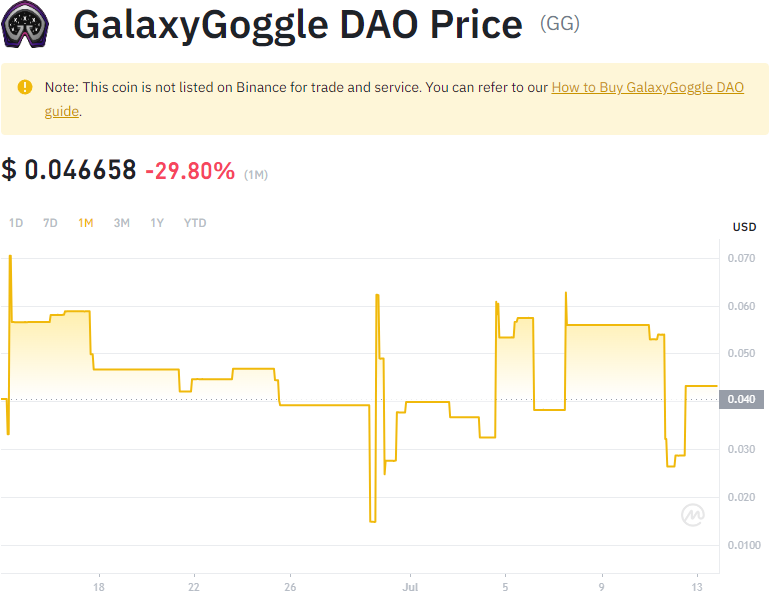 GalaxyGoggle DAO Price (GG)
Note: This coin is not listed on Binance for trade and service. You can refer to our How to Buy GalaxyGoggle DAO
guide.
$ 0.046658 -29.80% (1M)
1D 7D 1M 3M 1Y YTD
USD
0.070
0.060
0.050
0.040
0.030
0.020
0.0100
18 22 26 Jul 5 9 13